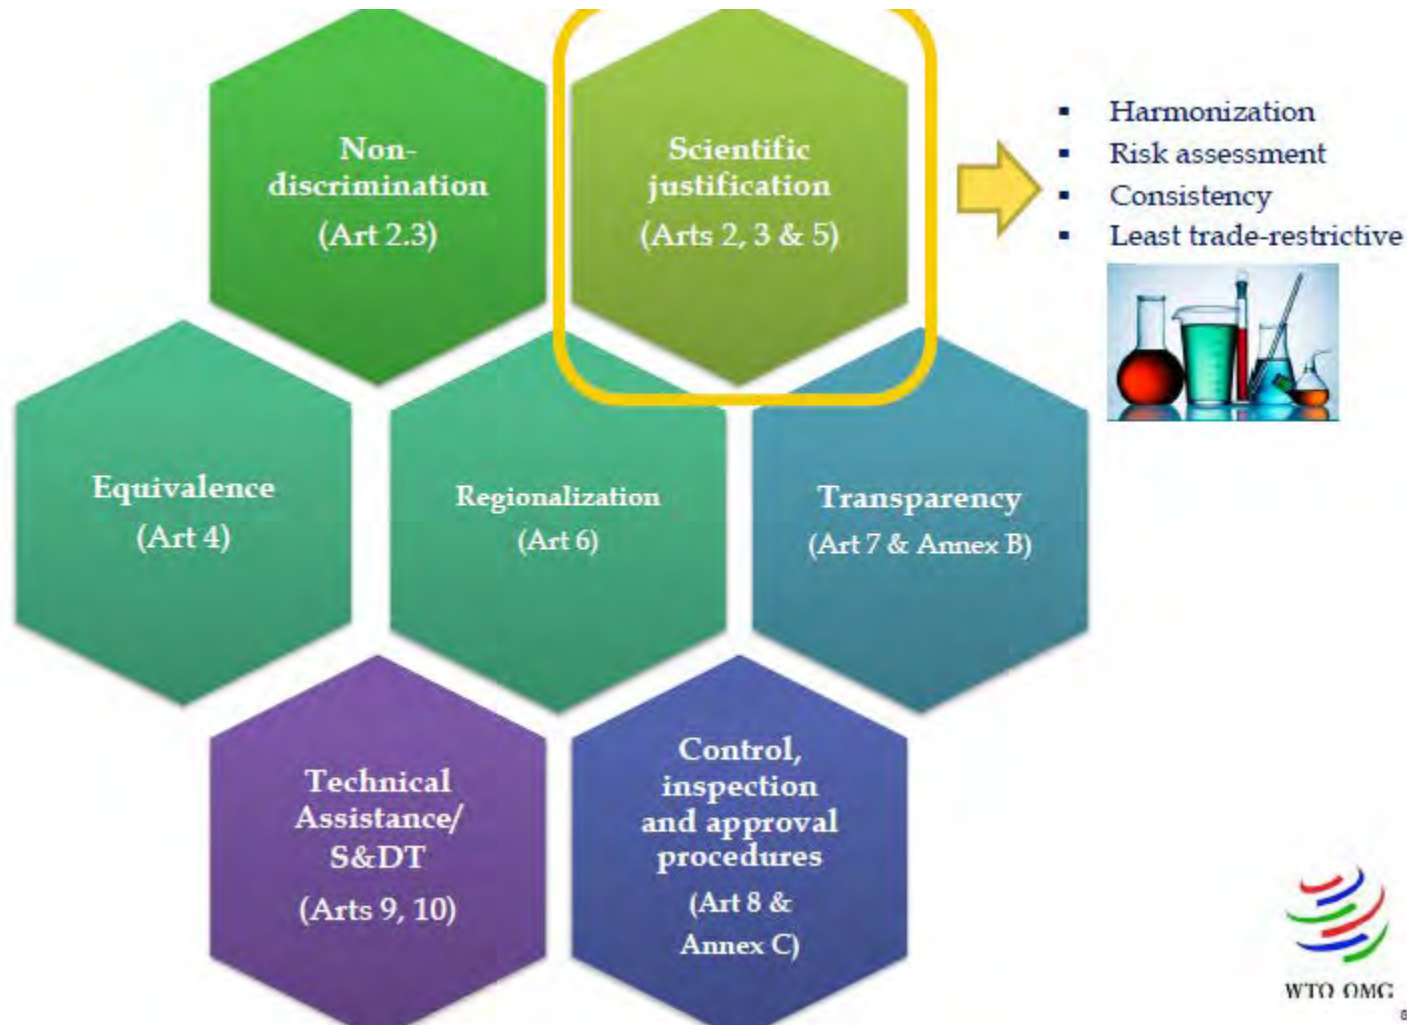 Non-
discrimination
(Art 2.3)
Scientific
justification
(Arts 2, 3 & 5)
▪ Harmonization
▪ Risk assessment
▪ Consistency
▪ Least trade-restrictive
Equivalence
(Art 4)
Regionalization
(Art 6)
Transparency
(Art 7 & Annex B)
Technical
Assistance/
S&DT
(Arts 9, 10)
Control,
inspection
and approval
procedures
(Art 8 &
Annex C)
WTO OMC